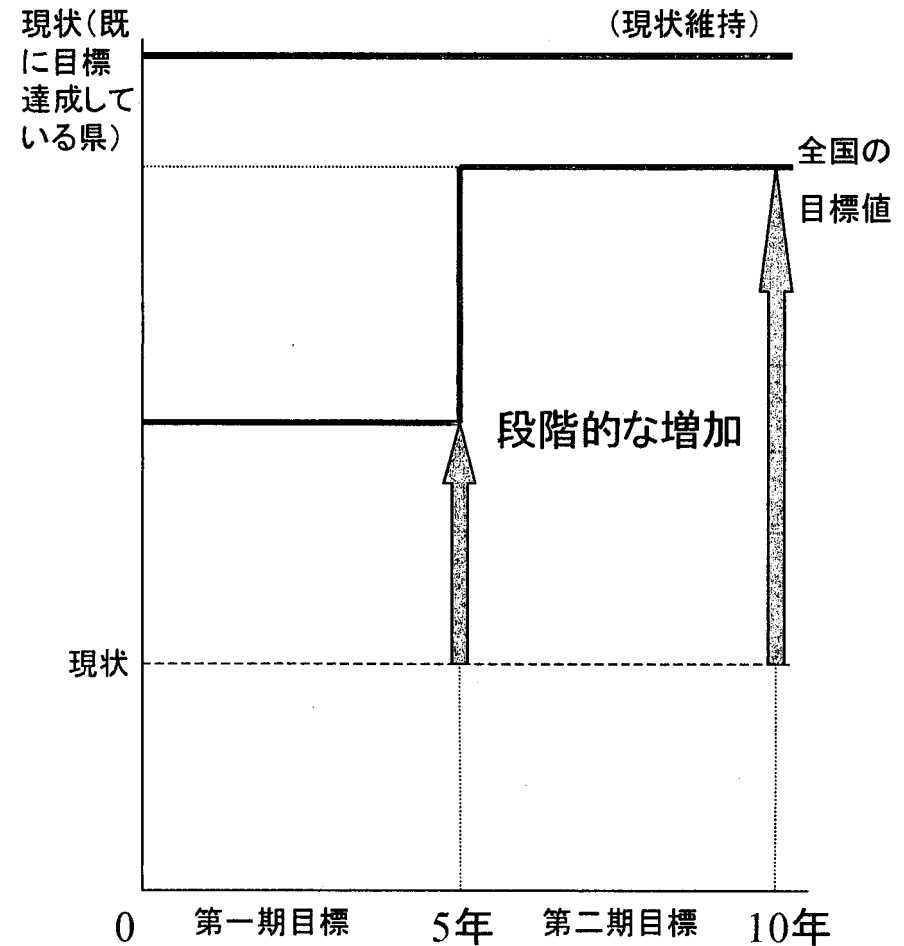 現状（既
に目標
達成して
いる県）
（現状維持）
全国の
目標値
段階的な増加
現状
0
第一期目標
5年
第二期目標
10年